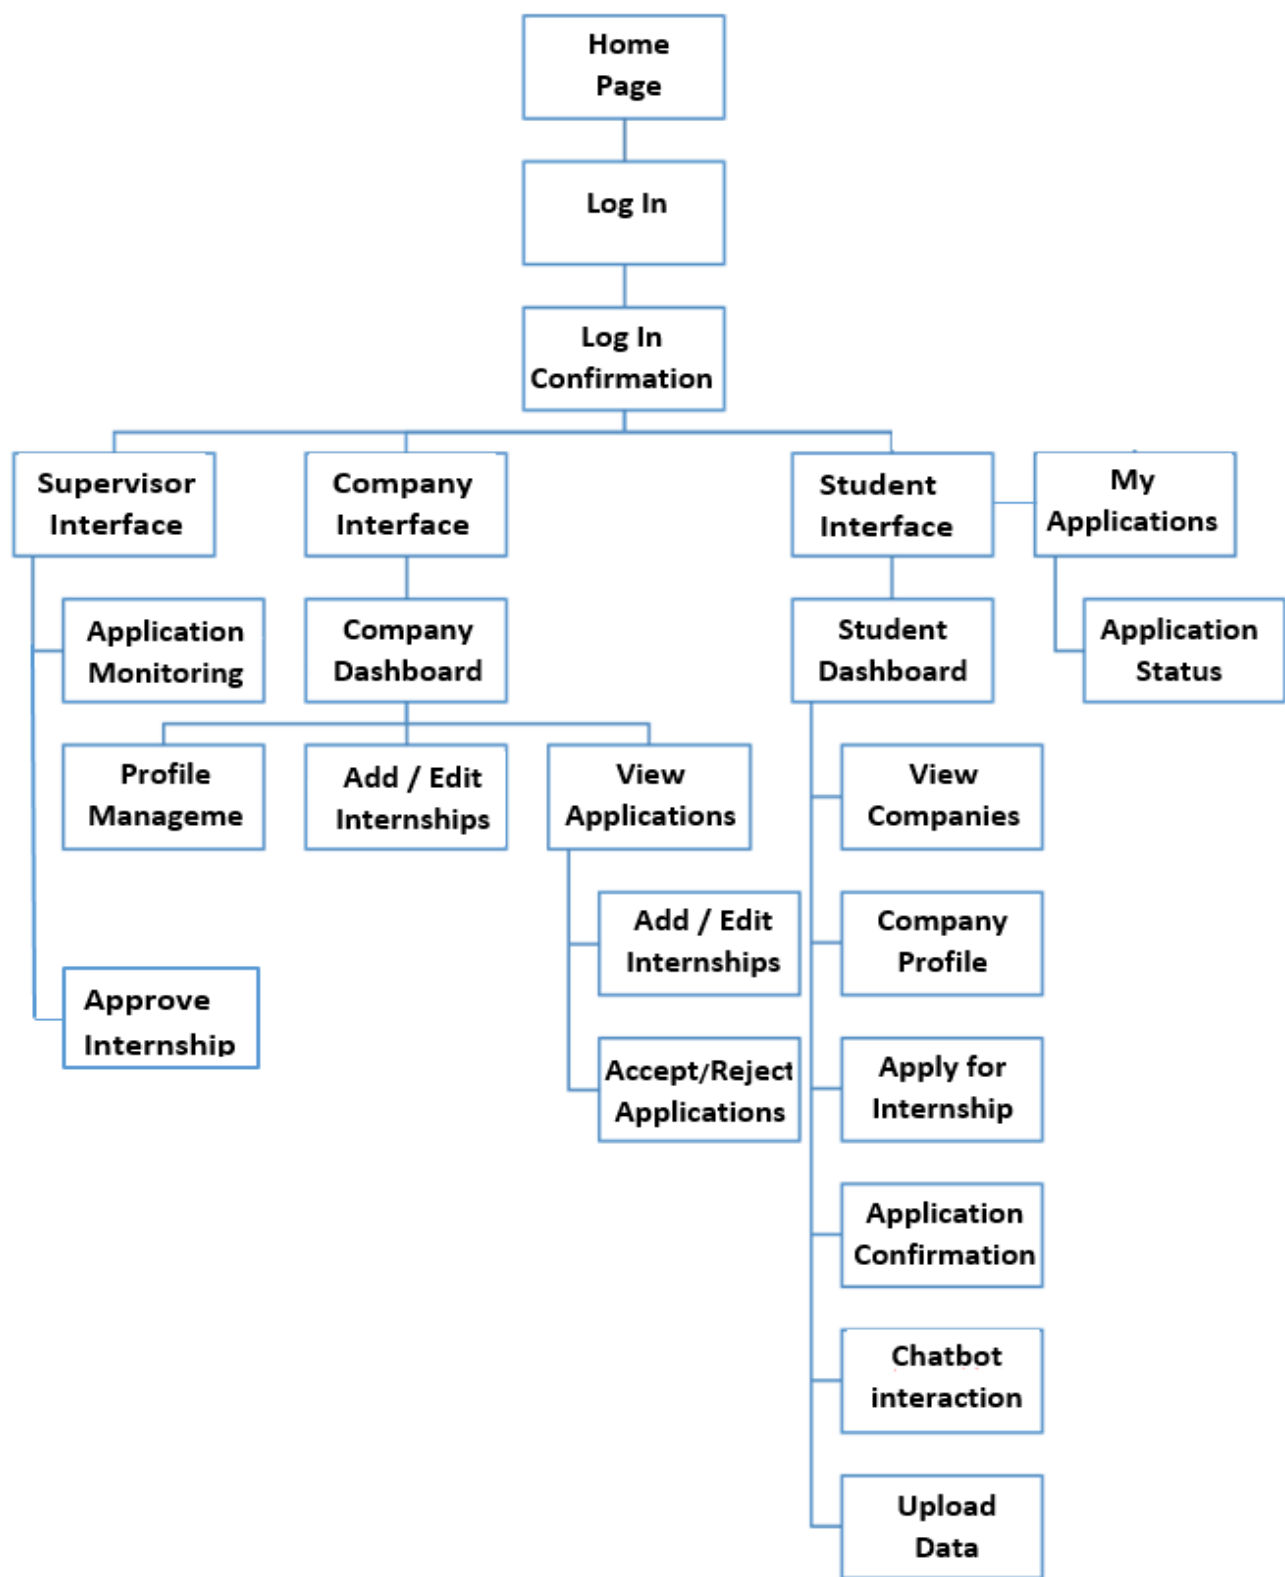 Home
Page
Log In
Log In
Confirmation
Supervisor
Interface
Company
Interface
Student
Interface
My
Applications
Application
Monitoring
Company
Dashboard
Student
Dashboard
Application
Status
Profile
Manageme
Add / Edit
Internships
View
Applications
View
Companies
Add / Edit
Internships
Company
Profile
Approve
Internship
Accept/Reject
Applications
Apply for
Internship
Application
Confirmation
Chatbot
interaction
Upload
Data